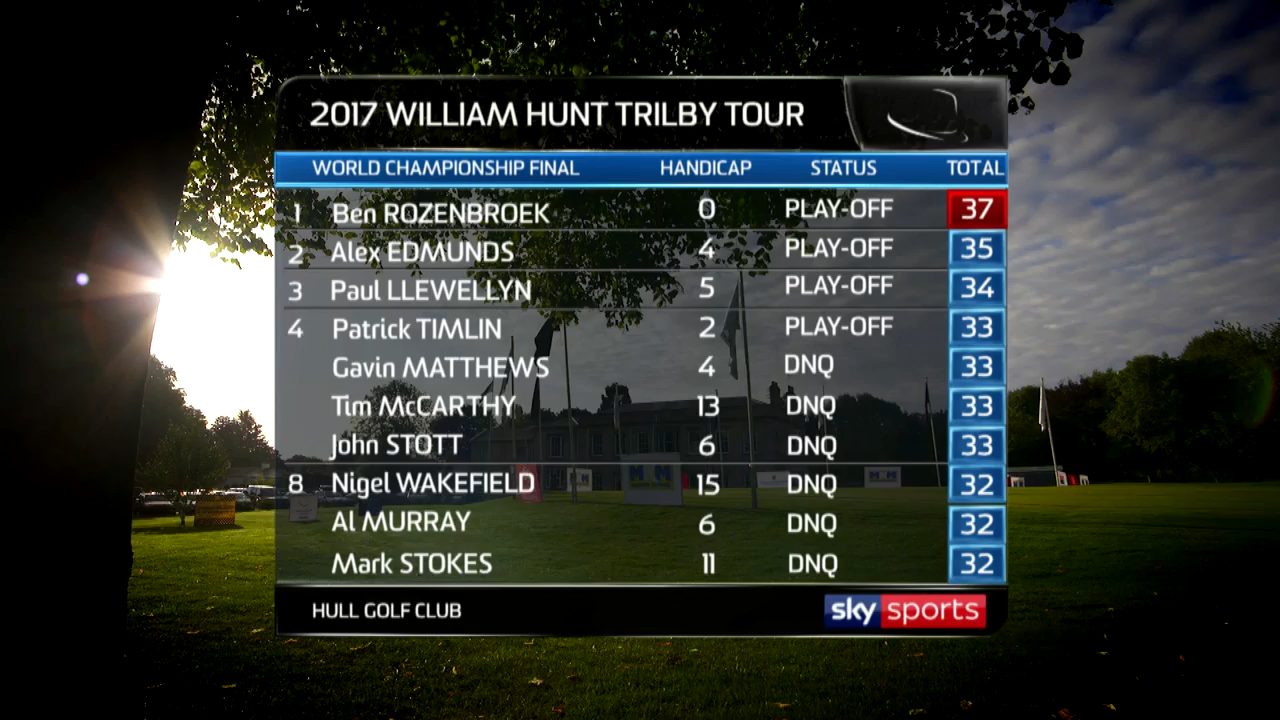 2017 WILLIAM HUNT TRILBY TOUR
WORLD CHAMPIONSHIP FINAL HANDICAP STATUS TOTAL
1 Ben ROZENBROEK 0 PLAY-OFF 37
2 Alex EDMUNDS 4 PLAY-OFF 35
3 Paul LLEWELLYN 5 PLAY-OFF 34
4 Patrick TIMLIN 2 PLAY-OFF 33
Gavin MATTHEWS 4 DNQ 33
Tim McCARTHY 13 DNQ 33
John STOTT 6 DNQ 33
8 Nigel WAKEFIELD 15 DNQ 32
Al MURRAY 6 DNQ 32
Mark STOKES 11 DNQ 32
HULL GOLF CLUB sky sports